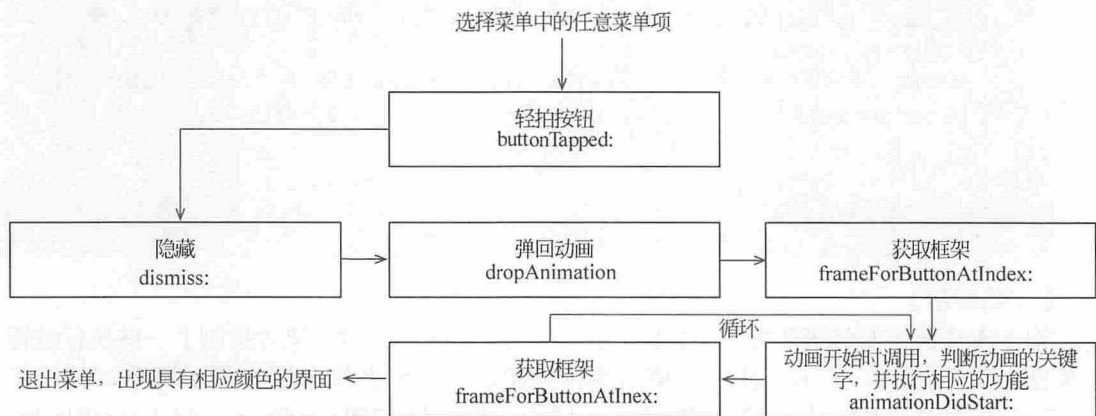 选择菜单中的任意菜单项
轻拍按钮
buttonTapped:
隐藏
dismiss:
弹回动画
dropAnimation
获取框架
frameForButtonAtIndex:
循环
退出菜单，出现具有相应颜色的界面
获取框架
frameForButtonAtInex:
动画开始时调用，判断动画的关键
字，并执行相应的功能
animationDidStart: